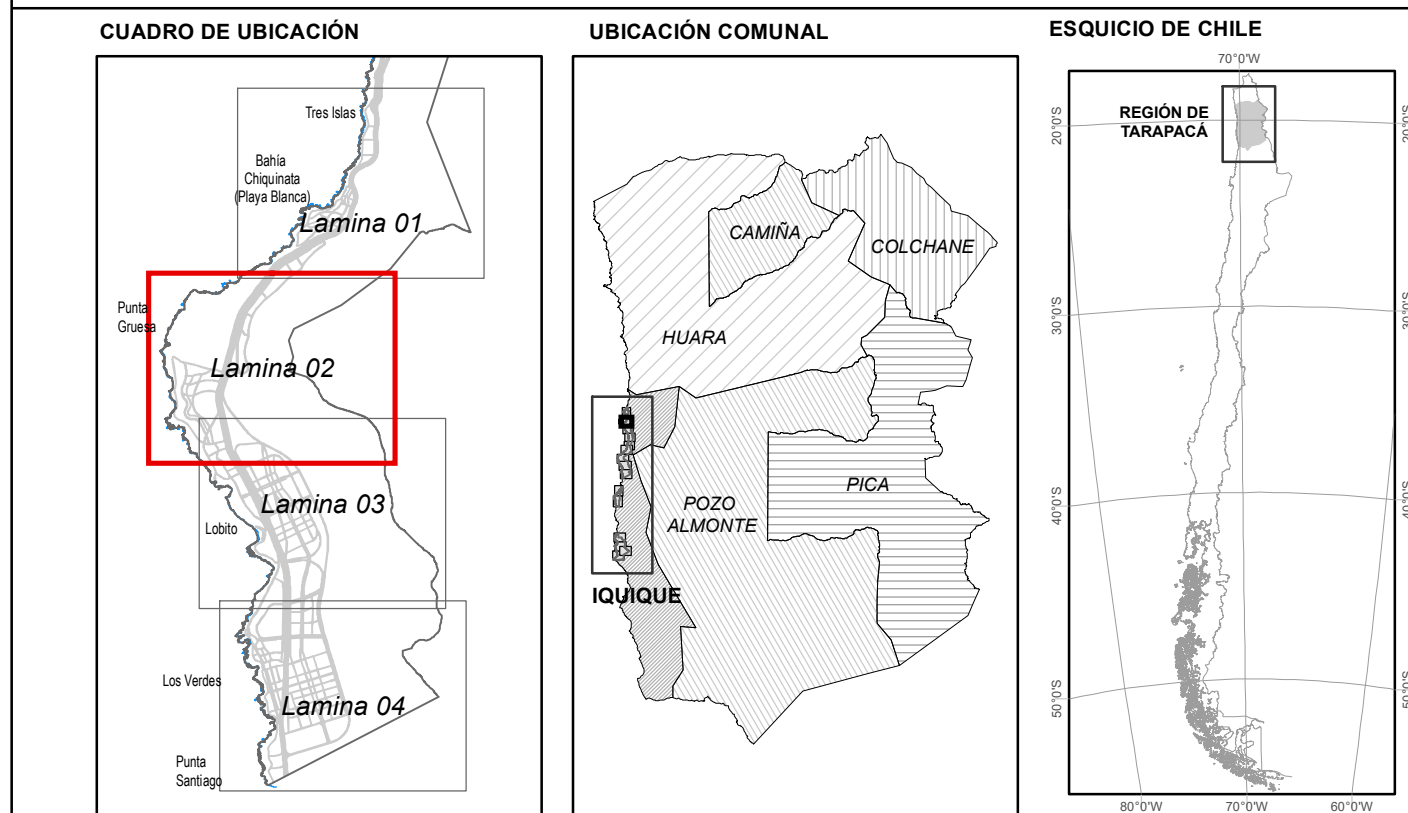 CUADRO DE UBICACIÓN
Tres Islas
Bahía
Chiquinata
(Playa Blanca)
Lamina 01
Punta
Gruesa
Lamina 02
Lamina 03
Lobito
Los Verdes
Lamina 04
Punta
Santiago
UBICACIÓN COMUNAL
CAMIÑA
COLCHANE
HUARA
PICA
POZO
ALMONTE
IQUIQUE
ESQUICIO DE CHILE
70°0'W
REGIÓN DE
TARAPACÁ
20°0'S
20°0'S
30°0'S
30°0'S
40°0'S
40°0'S
50°0'S
50°0'S
80°0'W
70°0'W
60°0'W